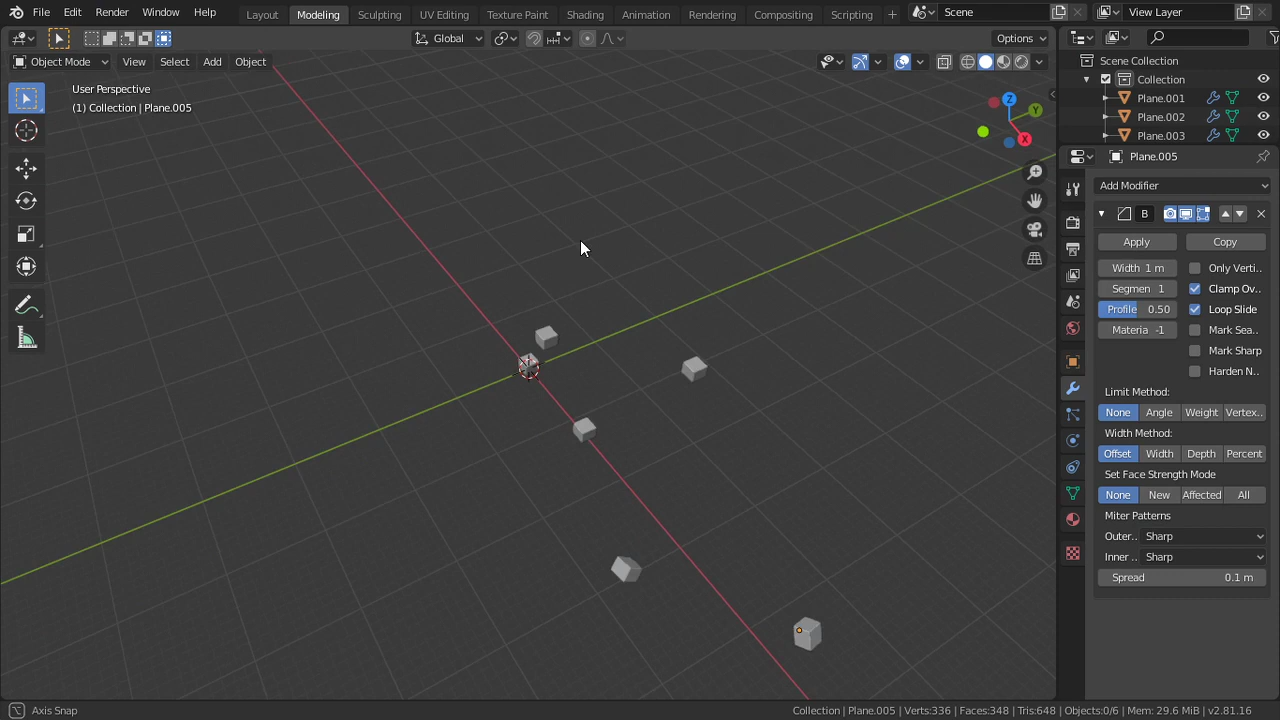 File Edit Render Window Help Layout Modeling Sculpting UV Editing Texture Paint Shading Animation Rendering Compositing Scripting + Scene View Layer
Global Options
Object Mode View Select Add Object
User Perspective
(1) Collection | Plane.005
Z
Y
X
Scene Collection
Collection
Plane.001
Plane.002
Plane.003
Plane.005
Add Modifier
B
Apply Copy
Width 1 m Only Verti..
Segmen 1 Clamp Ov..
Profile 0.50 Loop Slide
Materia -1 Mark Sea..
Mark Sharp
Harden N..
Limit Method:
None Angle Weight Vertex..
Width Method:
Offset Width Depth Percent
Set Face Strength Mode
None New Affected All
Miter Patterns
Outer.. Sharp
Inner .. Sharp
Spread 0.1 m
Axis Snap Collection | Plane.005 | Verts:336 | Faces:348 | Tris:648 | Objects:0/6 | Mem: 29.6 MiB | v2.81.16